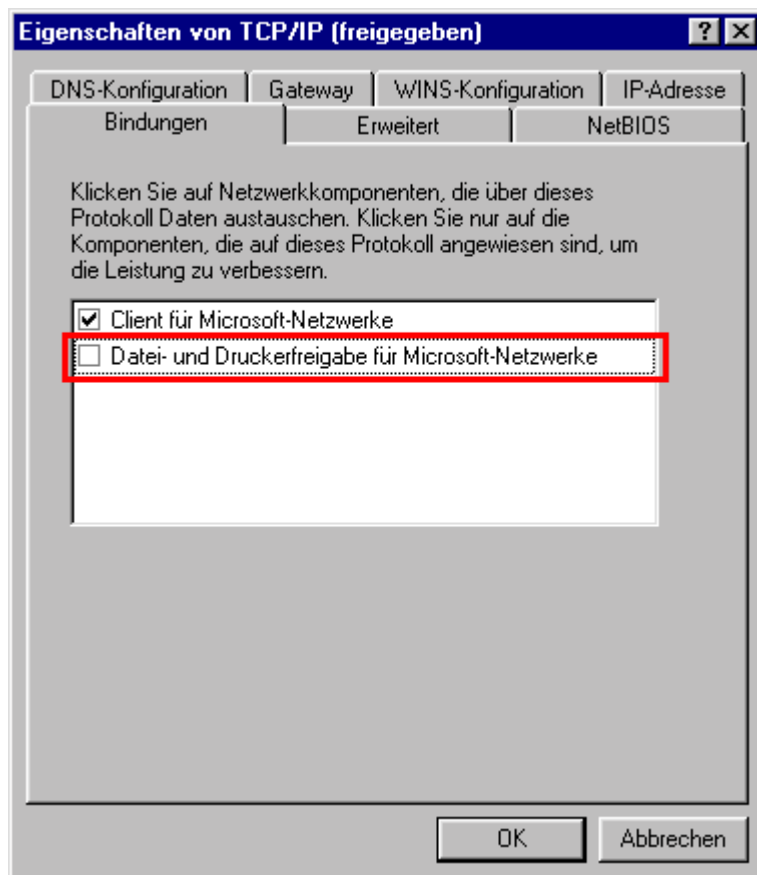 Eigenschaften von TCP/IP (freigegeben)
DNS-Konfiguration Gateway WINS-Konfiguration IP-Adresse
Bindungen Erweitert NetBIOS
Klicken Sie auf Netzwerkkomponenten, die über dieses
Protokoll Daten austauschen. Klicken Sie nur auf die
Komponenten, die auf dieses Protokoll angewiesen sind, um
die Leistung zu verbessern.
Client für Microsoft-Netzwerke
Datei- und Druckerfreigabe für Microsoft-Netzwerke
OK Abbrechen